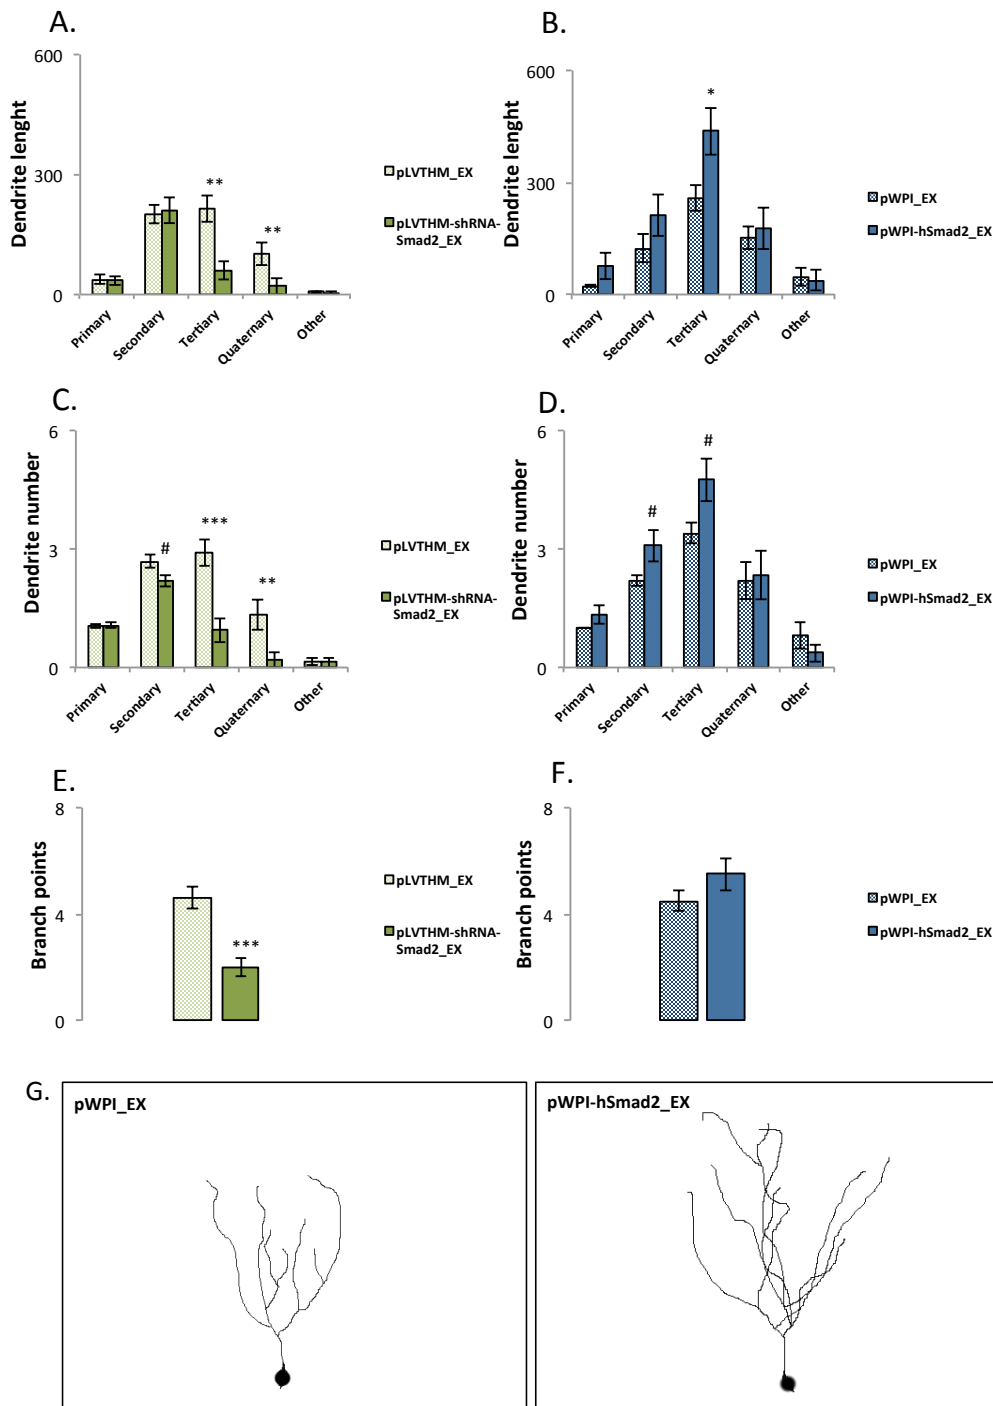 A.
Dendrite lenght
600
300
0
**
**
Primary
Secondary
Tertiary
Quaternary
Other
pLVTHM_EX
pLVTHM-shRNA-
Smad2_EX
B.
Dendrite lenght
600
300
0
*
Primary
Secondary
Tertiary
Quaternary
Other
pWPI_EX
pWPI-hSmad2_EX
C.
Dendrite number
6
3
0
#
***
**
Primary
Secondary
Tertiary
Quaternary
Other
pLVTHM_EX
pLVTHM-shRNA-
Smad2_EX
D.
Dendrite number
6
3
0
#
#
Primary
Secondary
Tertiary
Quaternary
Other
pWPI_EX
pWPI-hSmad2_EX
E.
Branch points
8
4
0
***
pLVTHM_EX
pLVTHM-shRNA-
Smad2_EX
F.
Branch points
8
4
0
pWPI_EX
pWPI-hSmad2_EX
G.
pWPI_EX
pWPI-hSmad2_EX